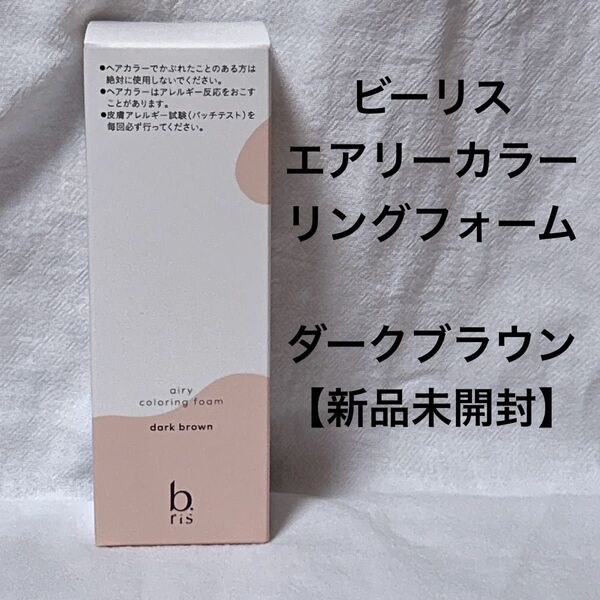 ●ヘアカラーでかぶれたことのある方は
絶対に使用しないでください。
●ヘアカラーはアレルギー反応をおこす
ことがあります。
●皮膚アレルギー試験(パッチテスト)を
毎回必ず行ってください。
airy
coloring foam
dark brown
b.
ris
ビーリス
エアリーカラー
リングフォーム
ダークブラウン
【新品未開封】